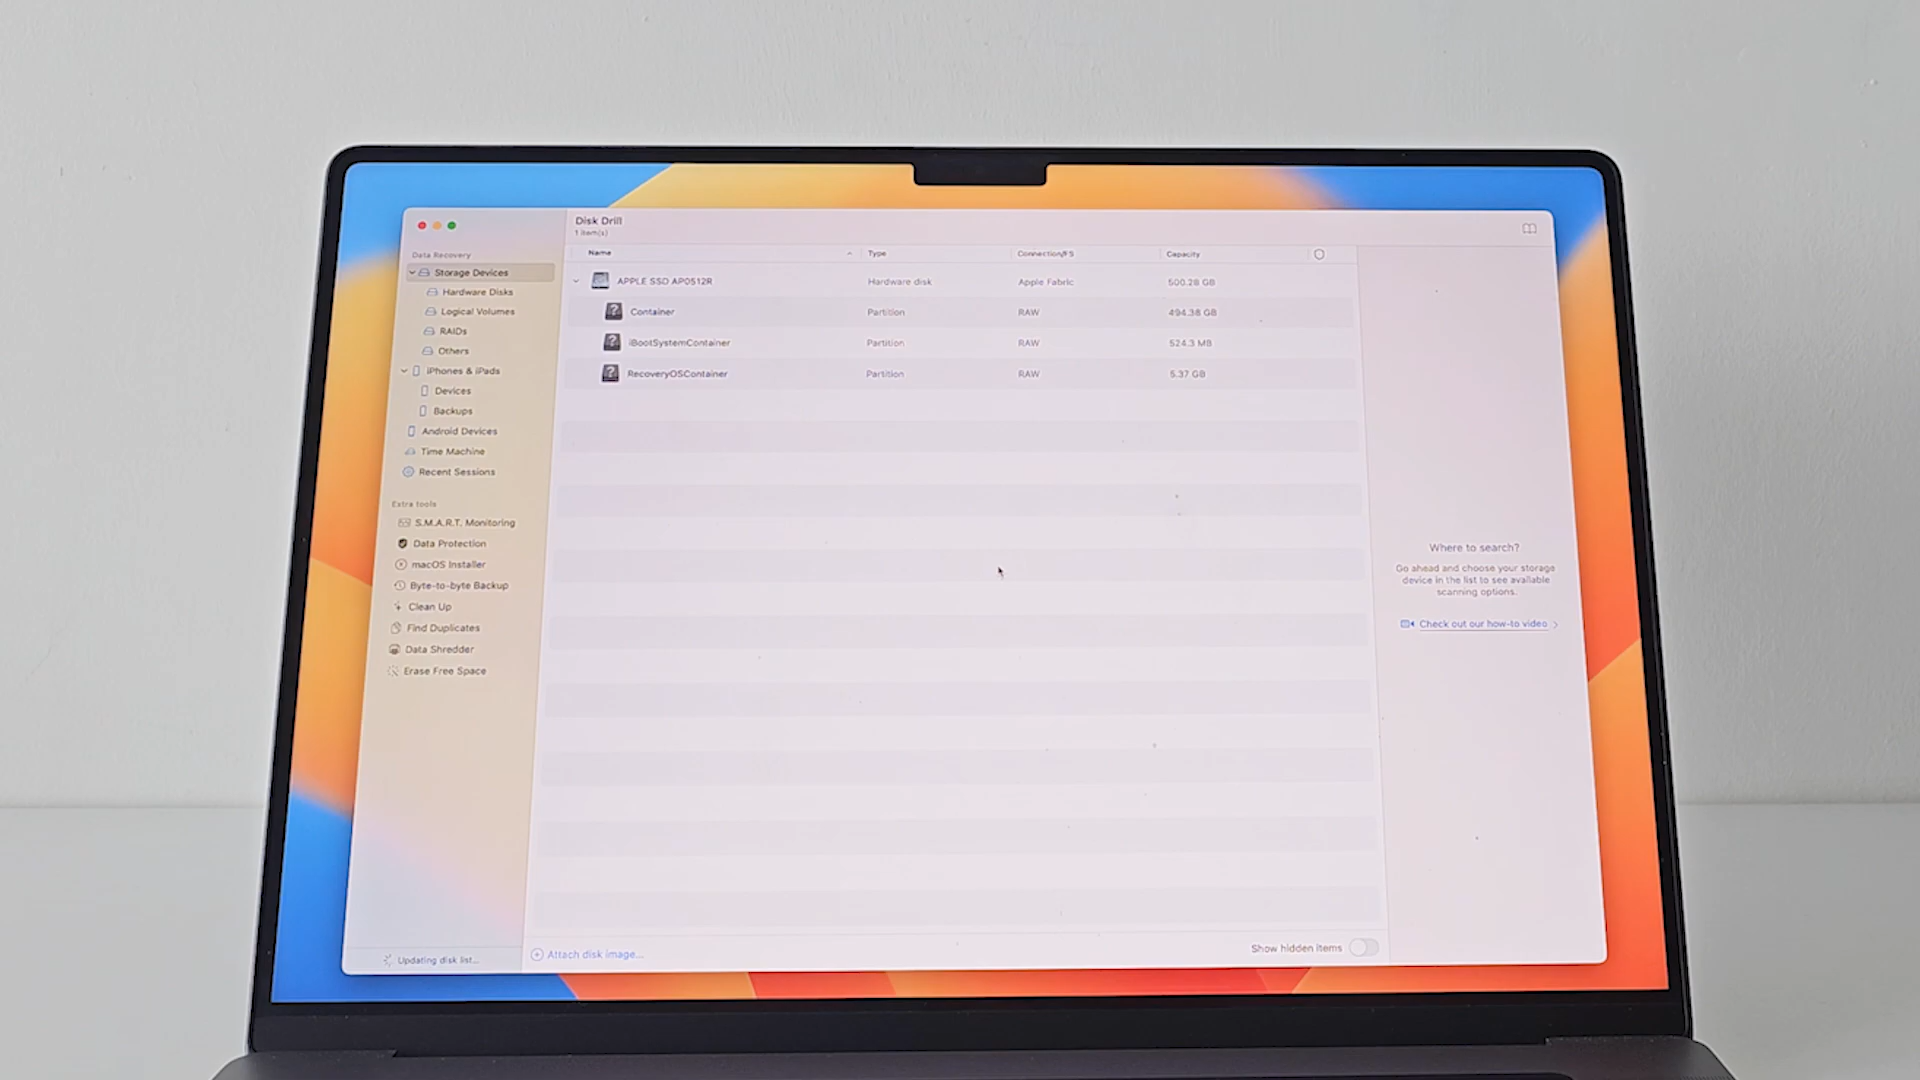 Disk Drill
1 item(s)
Data Recovery
Storage Devices
Hardware Disks
Logical Volumes
RAIDs
Others
iPhones & iPads
Devices
Backups
Android Devices
Time Machine
Recent Sessions
Extra tools
S.M.A.R.T. Monitoring
Data Protection
macOS Installer
Byte-to-byte Backup
Clean Up
Find Duplicates
Data Shredder
Erase Free Space
Updating disk list...
Name Type Connection/FS Capacity
APPLE SSD AP0512R Hardware disk Apple Fabric 500.28 GB
Container Partition RAW 494.38 GB
iBootSystemContainer Partition RAW 524.3 MB
RecoveryOSContainer Partition RAW 5.37 GB
Attach disk image...
Show hidden items
Where to search?
Go ahead and choose your storage
device in the list to see available
scanning options.
Check out our how-to video